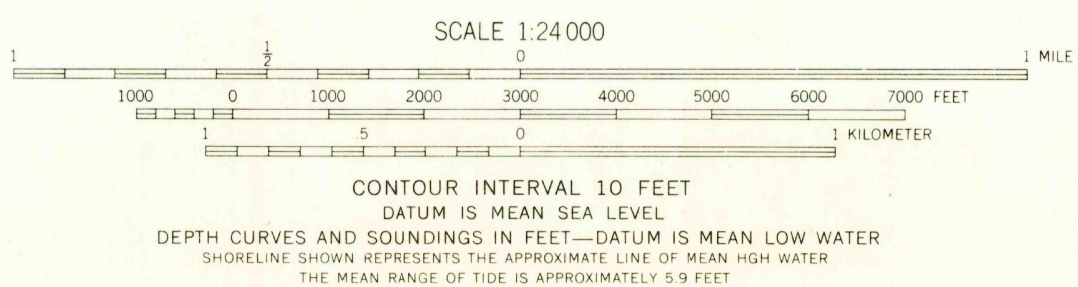 SCALE 1:24 000
1 1/2 0 1 MILE
1000 0 1000 2000 3000 4000 5000 6000 7000 FEET
1 .5 0 1 KILOMETER
CONTOUR INTERVAL 10 FEET
DATUM IS MEAN SEA LEVEL
DEPTH CURVES AND SOUNDINGS IN FEET—DATUM IS MEAN LOW WATER
SHORELINE SHOWN REPRESENTS THE APPROXIMATE LINE OF MEAN HGH WATER
THE MEAN RANGE OF TIDE IS APPROXIMATELY 5.9 FEET